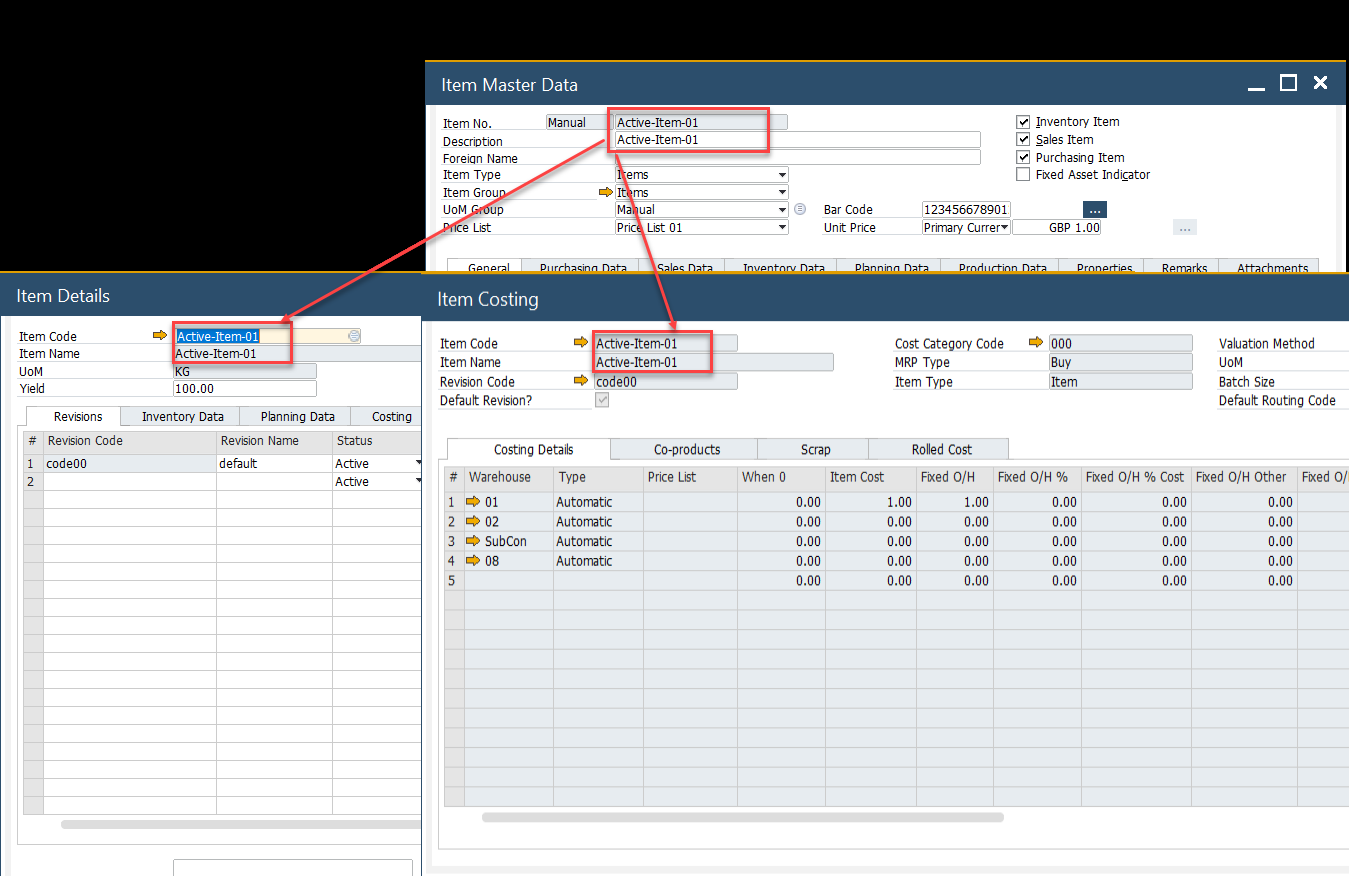 Item Master Data
Item No. Manual Active-Item-01
Description Active-Item-01
Foreign Name
Item Type Items
Item Group Items
UoM Group Manual
Price List Price List 01
Inventory Item
Sales Item
Purchasing Item
Fixed Asset Indicator
Bar Code 123456678901 ...
Unit Price Primary Curren GBP 1.00 ...
General Purchasing Data Sales Data Inventory Data Planning Data Production Data Properties Remarks Attachments
Item Details
Item Code Active-Item-01
Item Name Active-Item-01
UoM KG
Yield 100.00
Revisions Inventory Data Planning Data Costing
# Revision Code Revision Name Status
1 code00 default Active
2 Active
Item Costing
Item Code Active-Item-01
Item Name Active-Item-01
Revision Code code00
Default Revision?
Cost Category Code 000
MRP Type Buy
Item Type Item
Valuation Method
UoM
Batch Size
Default Routing Code
Costing Details Co-products Scrap Rolled Cost
# Warehouse Type Price List When 0 Item Cost Fixed O/H Fixed O/H % Fixed O/H % Cost Fixed O/H Other Fixed O/
1 01 Automatic 0.00 1.00 1.00 0.00 0.00 0.00
2 02 Automatic 0.00 0.00 0.00 0.00 0.00 0.00
3 SubCon Automatic 0.00 0.00 0.00 0.00 0.00 0.00
4 08 Automatic 0.00 0.00 0.00 0.00 0.00 0.00
5 0.00 0.00 0.00 0.00 0.00 0.00